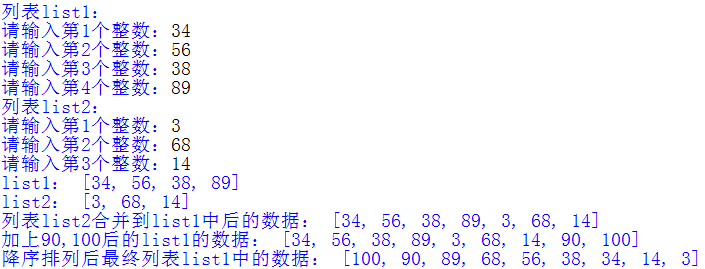 列表list1:
请输入第1个整数：34
请输入第2个整数：56
请输入第3个整数：38
请输入第4个整数：89
列表list2:
请输入第1个整数：3
请输入第2个整数：68
请输入第3个整数：14
list1： [34, 56, 38, 89]
list2： [3, 68, 14]
列表list2合并到list1中后的数据： [34, 56, 38, 89, 3, 68, 14]
加上90,100后的list1的数据： [34, 56, 38, 89, 3, 68, 14, 90, 100]
降序排列后最终列表list1中的数据： [100, 90, 89, 68, 56, 38, 34, 14, 3]